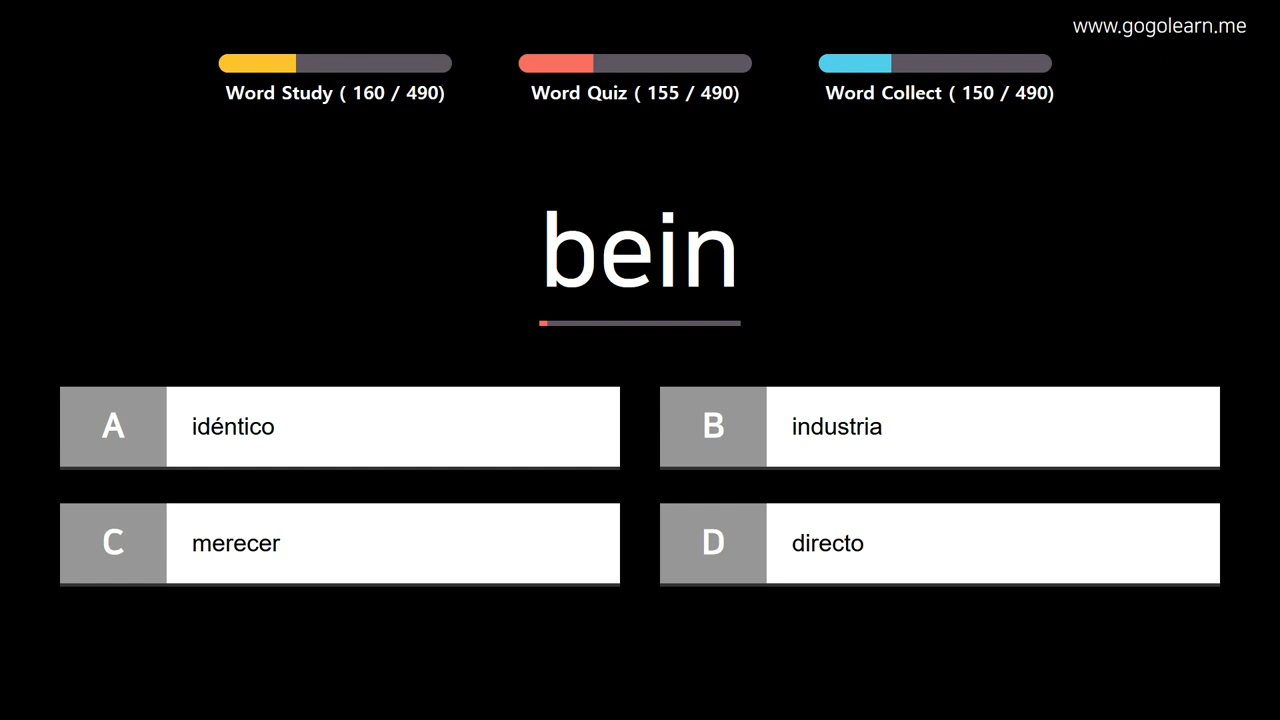 www.gogolearn.me
Word Study ( 160 / 490)
Word Quiz ( 155 / 490)
Word Collect ( 150 / 490)
bein
A idéntico
B industria
C merecer
D directo